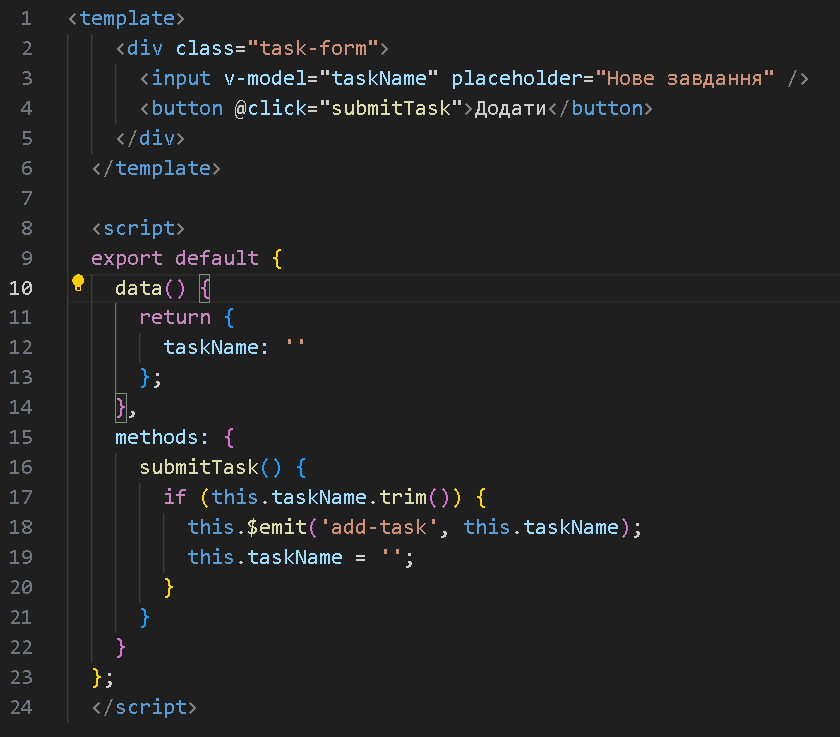 1 <template>
2 <div class="task-form">
3 <input v-model="taskName" placeholder="Нове завдання" />
4 <button @click="submitTask">Додати</button>
5 </div>
6 </template>
7
8 <script>
9 export default {
10 data() {
11 return {
12 taskName: ''
13 };
14 },
15 methods: {
16 submitTask() {
17 if (this.taskName.trim()) {
18 this.$emit('add-task', this.taskName);
19 this.taskName = '';
20 }
21 }
22 }
23 };
24 </script>